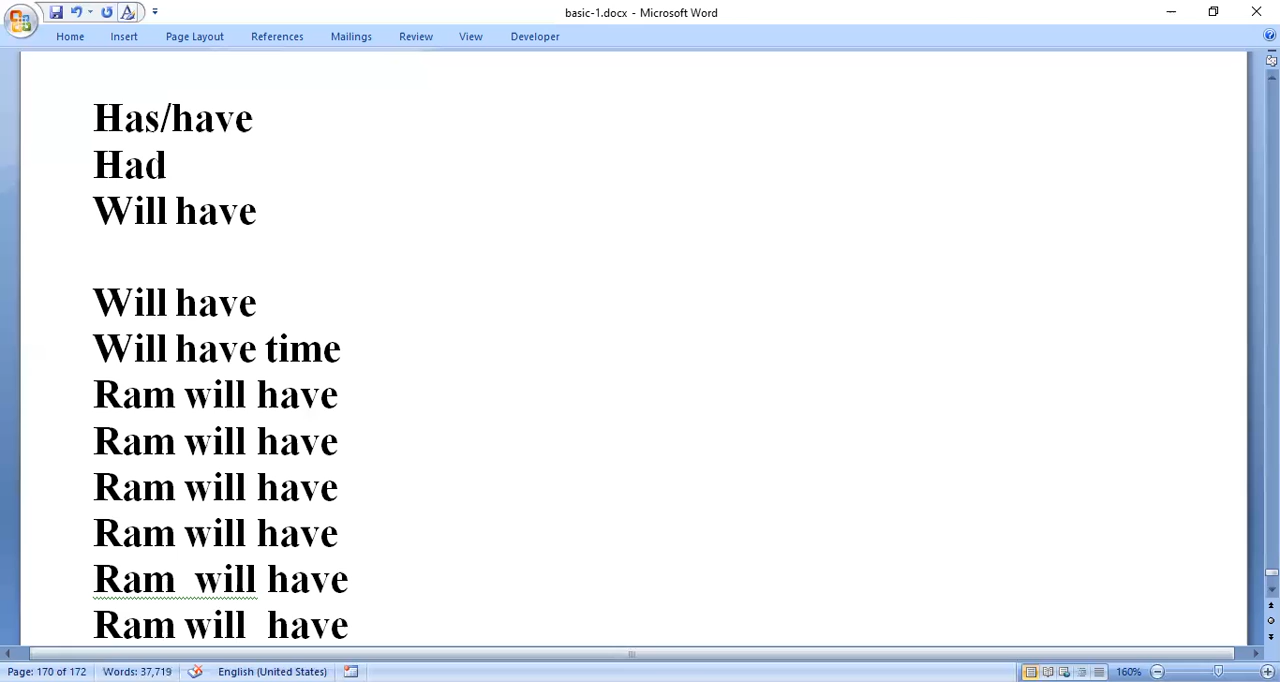 basic-1.docx - Microsoft Word
Home Insert Page Layout References Mailings Review View Developer
Has/have
Had
Will have
Will have
Will have time
Ram will have
Ram will have
Ram will have
Ram will have
Ram  will have
Ram will  have
Page: 170 of 172 Words: 37,719 English (United States) 160%